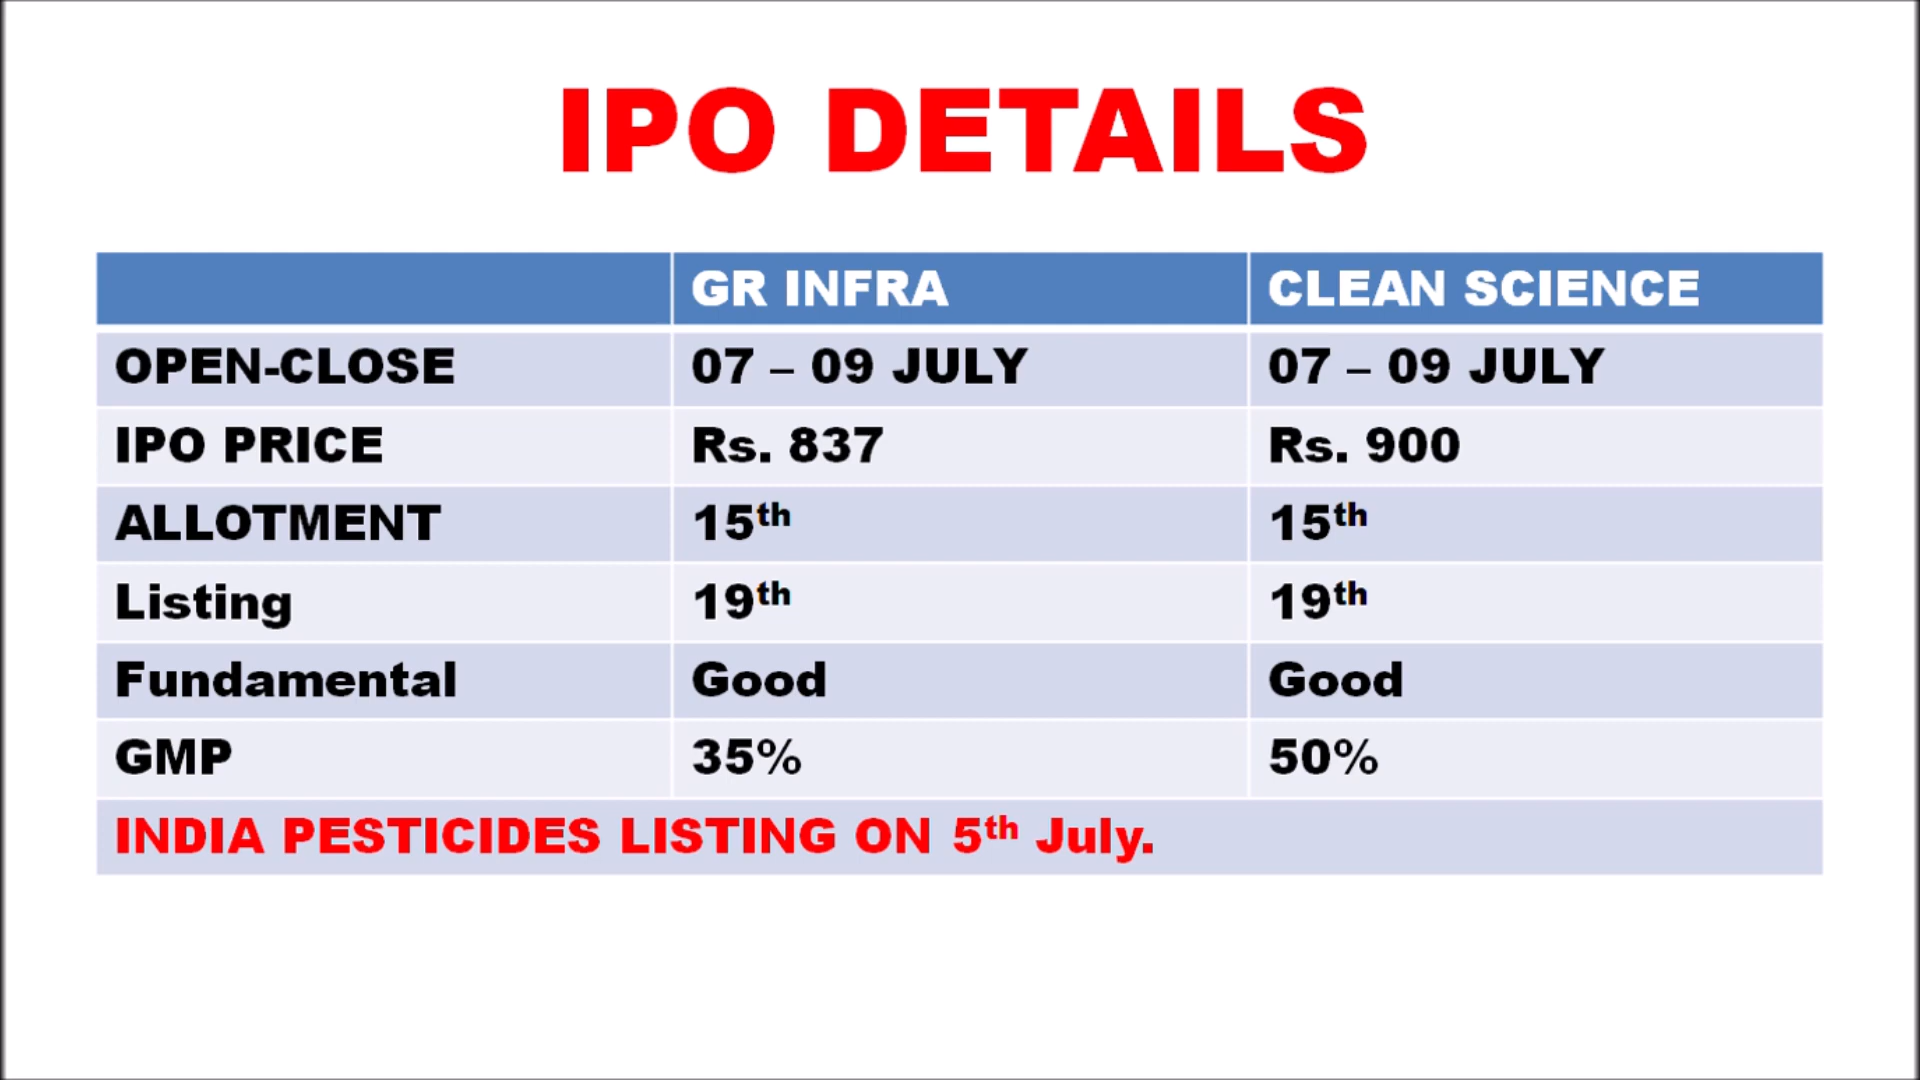 IPO DETAILS
GR INFRA CLEAN SCIENCE
OPEN-CLOSE 07 – 09 JULY 07 – 09 JULY
IPO PRICE Rs. 837 Rs. 900
ALLOTMENT 15th 15th
Listing 19th 19th
Fundamental Good Good
GMP 35% 50%
INDIA PESTICIDES LISTING ON 5th July.